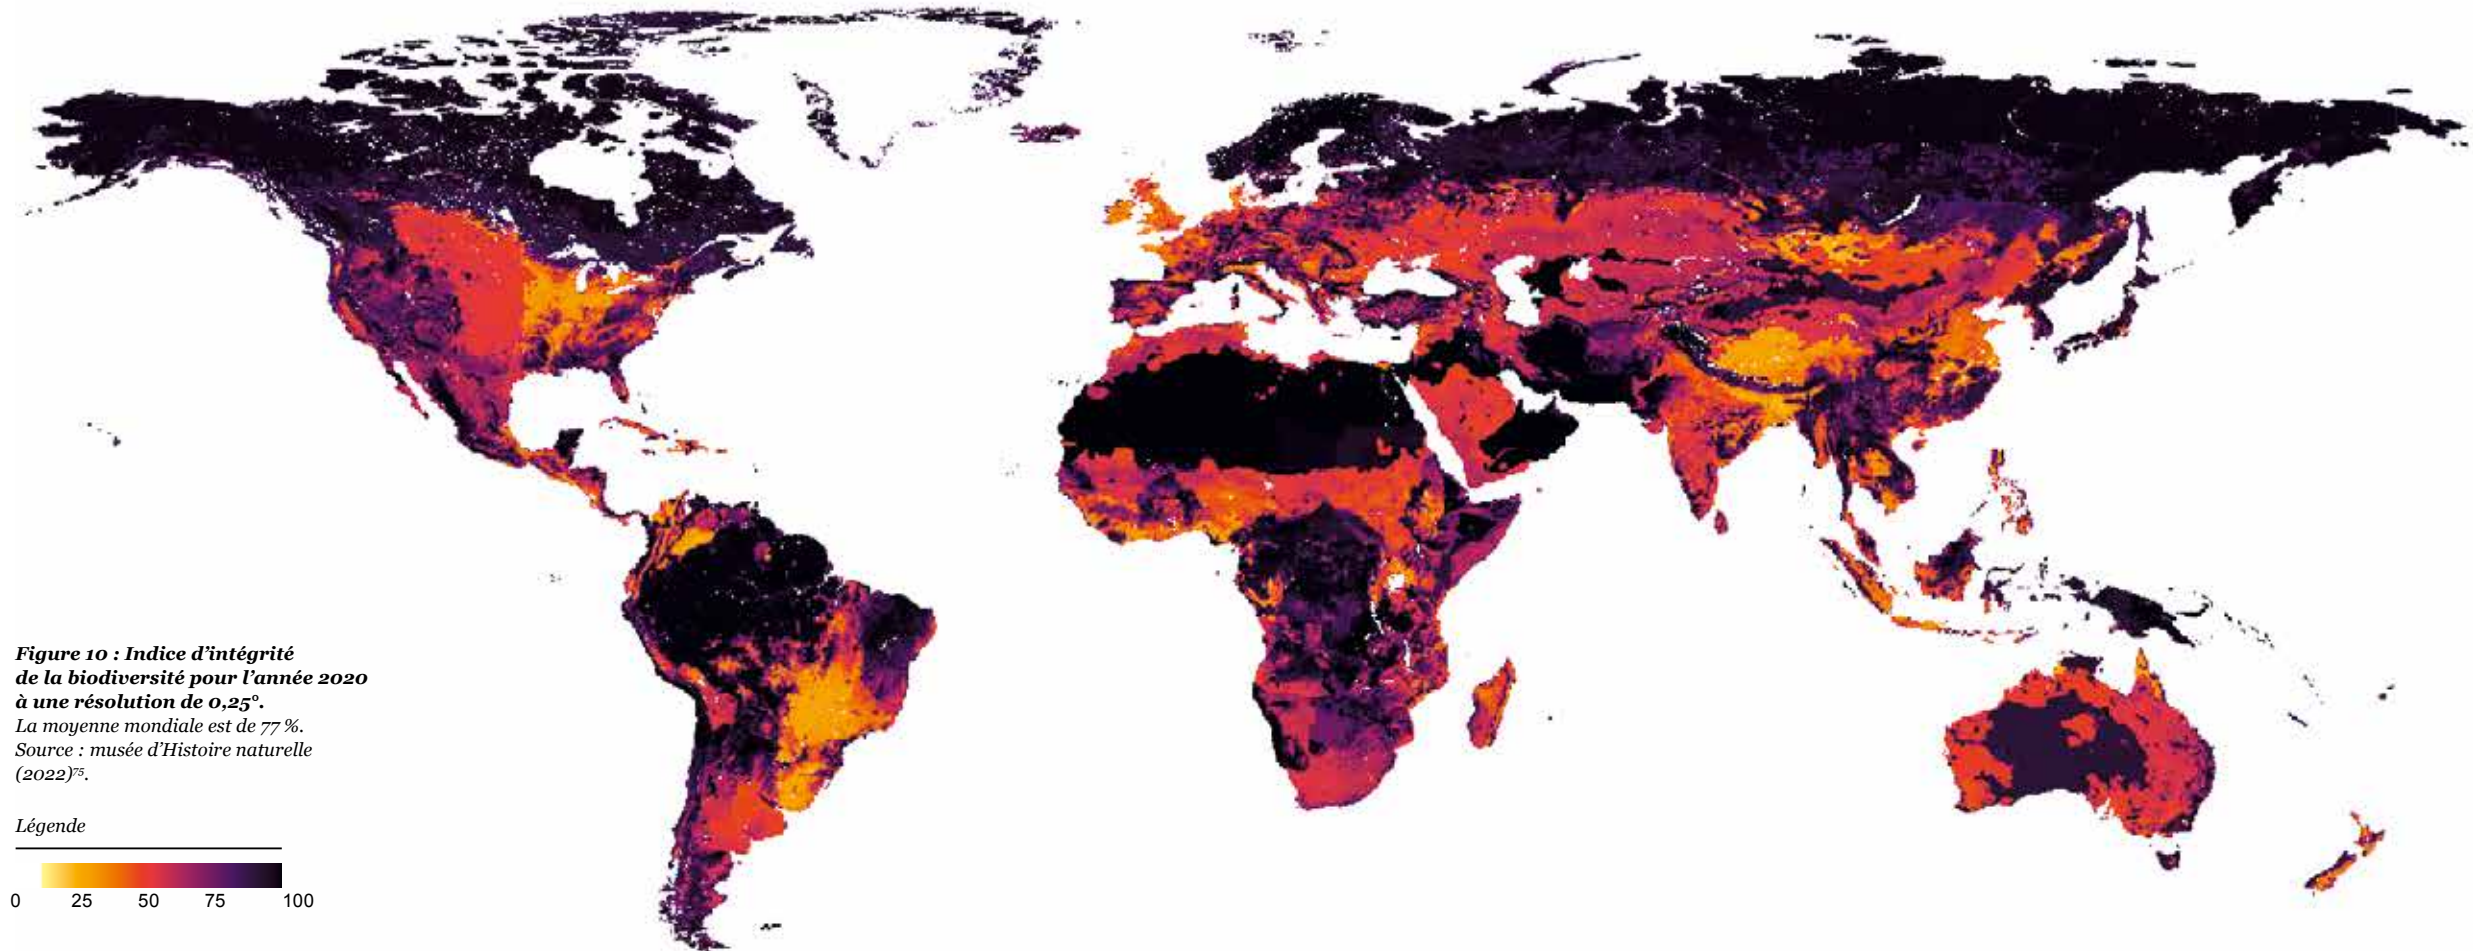 Figure 10 : Indice d'intégrité
de la biodiversité pour l'année 2020
à une résolution de 0,25°.
La moyenne mondiale est de 77 %.
Source : musée d'Histoire naturelle
(2022)⁷⁵.
Légende
0 25 50 75 100